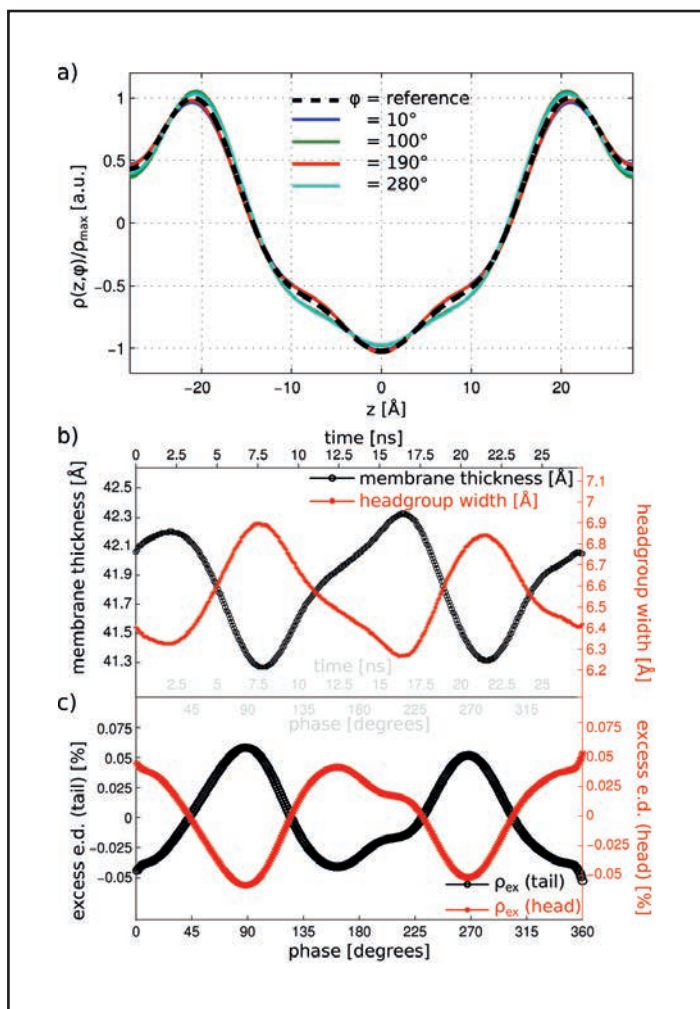 a)
φ = reference
= 10°
= 100°
= 190°
= 280°
1
0.5
0
−0.5
−1
ρ(z,φ)/ρmax [a.u.]
−20 −10 0 10 20
z [Å]
b)
time [ns]
0 2.5 5 7.5 10 12.5 15 17.5 20 22.5 25
membrane thickness [Å]
headgroup width [Å]
42.5
42.3
42.1
41.9
41.7
41.5
41.3
membrane thickness [Å]
7.1
7
6.9
6.8
6.7
6.6
6.5
6.4
6.3
6.2
headgroup width [Å]
time [ns]
2.5 5 7.5 10 12.5 15 17.5 20 22.5 25
c)
45 90 135 180 225 270 315
phase [degrees]
0.075
0.05
0.025
0
−0.025
−0.05
excess e.d. (tail) [%]
0.075
0.05
0.025
0
−0.025
−0.05
excess e.d. (head) [%]
ρex (tail)
ρex (head)
0 45 90 135 180 225 270 315 360
phase [degrees]